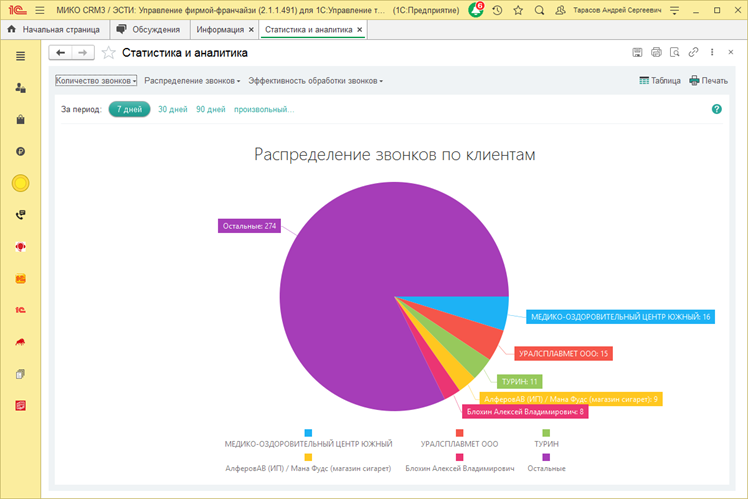 1С МИКО CRM3 / ЭСТИ: Управление фирмой-франчайзи (2.1.1.491) для 1С:Управление т... (1С:Предприятие) 6 Тарасов Андрей Сергеевич
Начальная страница Обсуждения Информация Статистика и аналитика
Статистика и аналитика
Количество звонков Распределение звонков Эффективность обработки звонков Таблица Печать
За период: 7 дней 30 дней 90 дней произвольный... ?
Распределение звонков по клиентам
Остальные: 274
МЕДИКО-ОЗДОРОВИТЕЛЬНЫЙ ЦЕНТР ЮЖНЫЙ: 16
УРАЛСПЛАВМЕТ ООО: 15
ТУРИН: 11
АлферовАВ (ИП) / Мана Фудс (магазин сигарет): 9
Блохин Алексей Владимирович: 8
МЕДИКО-ОЗДОРОВИТЕЛЬНЫЙ ЦЕНТР ЮЖНЫЙ УРАЛСПЛАВМЕТ ООО ТУРИН
АлферовАВ (ИП) / Мана Фудс (магазин сигарет) Блохин Алексей Владимирович Остальные